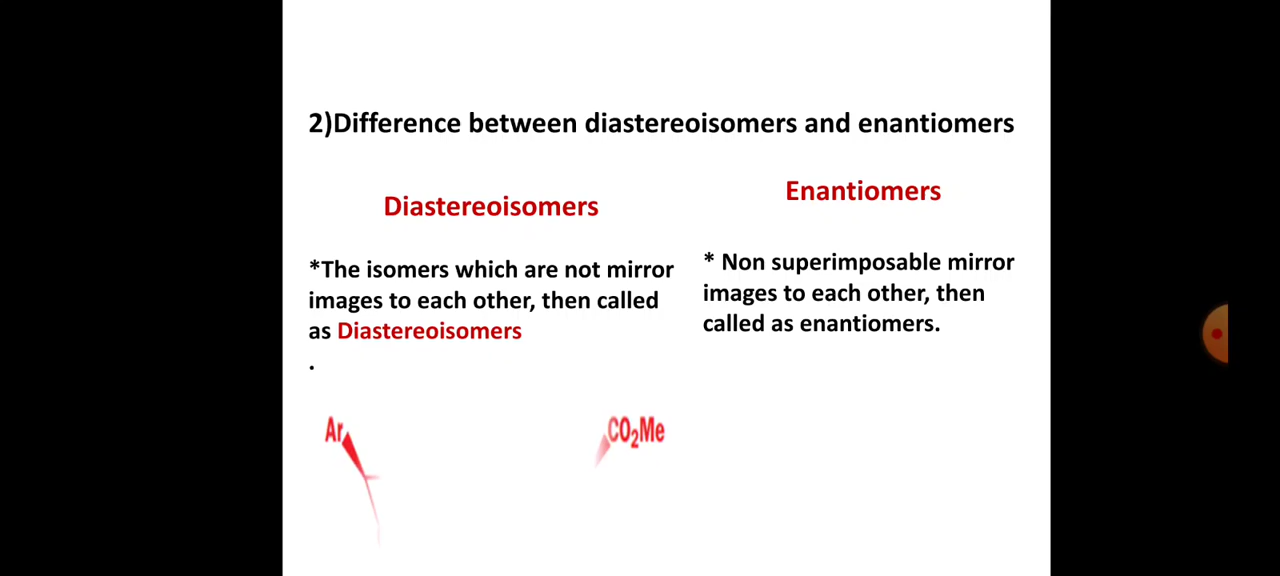 2)Difference between diastereoisomers and enantiomers
Diastereoisomers
*The isomers which are not mirror
images to each other, then called
as Diastereoisomers
.
Enantiomers
* Non superimposable mirror
images to each other, then
called as enantiomers.
Ar
CO₂Me